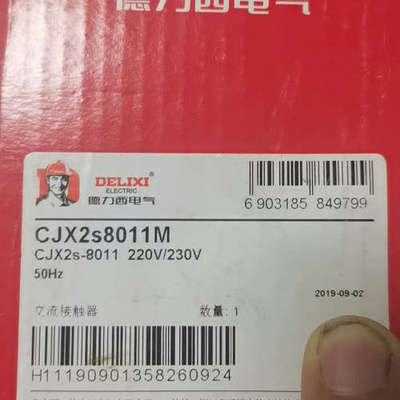 德力西电气
DELIXI
ELECTRIC
德力西电气
6 903185 849799
CJX2s8011M
CJX2s-8011 220V/230V
50Hz
2019-09-02
交流接触器 数量: 1
H11190901358260924